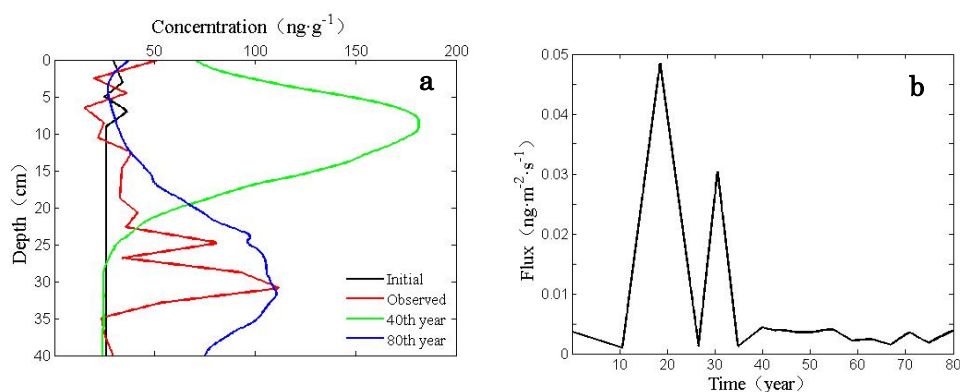 Concerntration（ng·g-1）
0 50 100 150 200
a
0
5
10
15
20
25
30
35
40
Depth（cm）
Initial
Observed
40th year
80th year
b
0.05
0.04
0.03
0.02
0.01
0
Flux（ng·m-2·s-1）
0 10 20 30 40 50 60 70 80
Time（year）